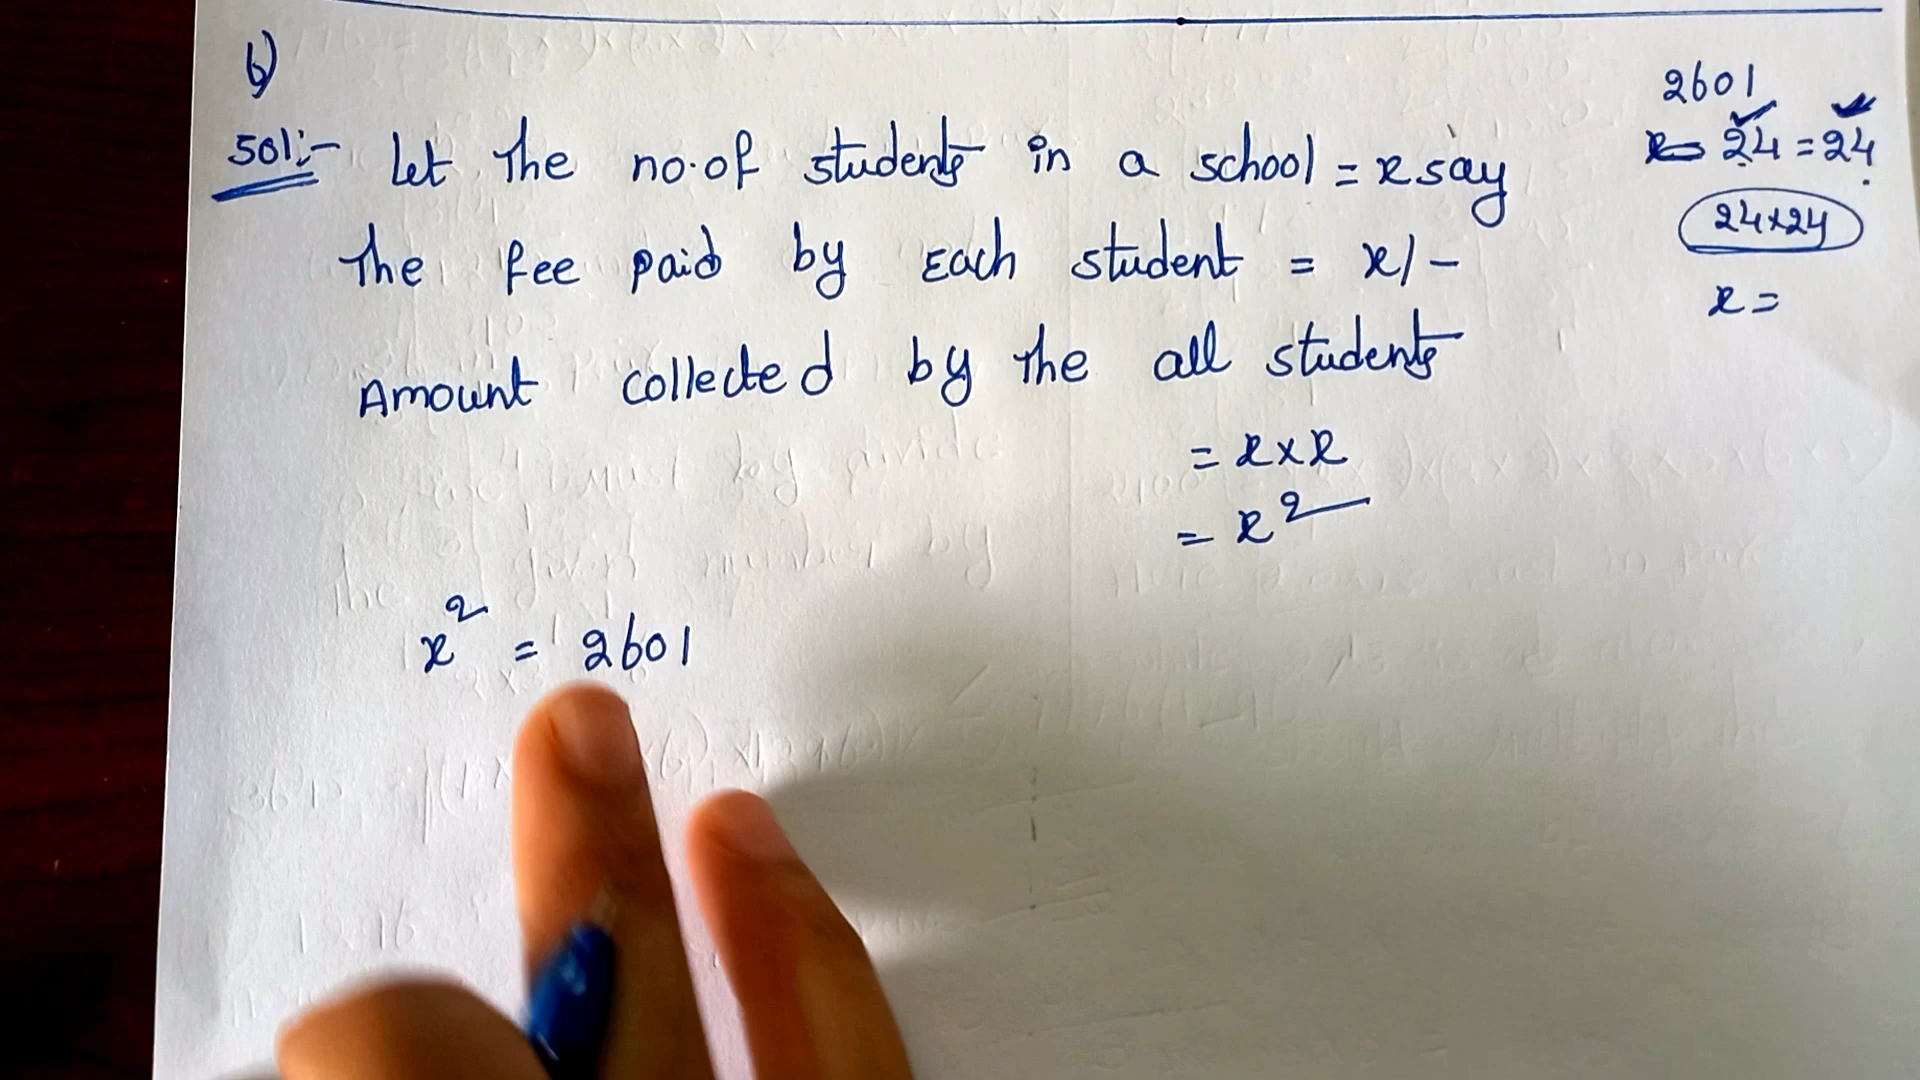 6)
Sol:- Let the no.of students in a school = x say
The fee paid by Each student = x/-
Amount collected by the all students
= x×x
= x²
x² = 2601
2601
24 = 24
24×24
x =